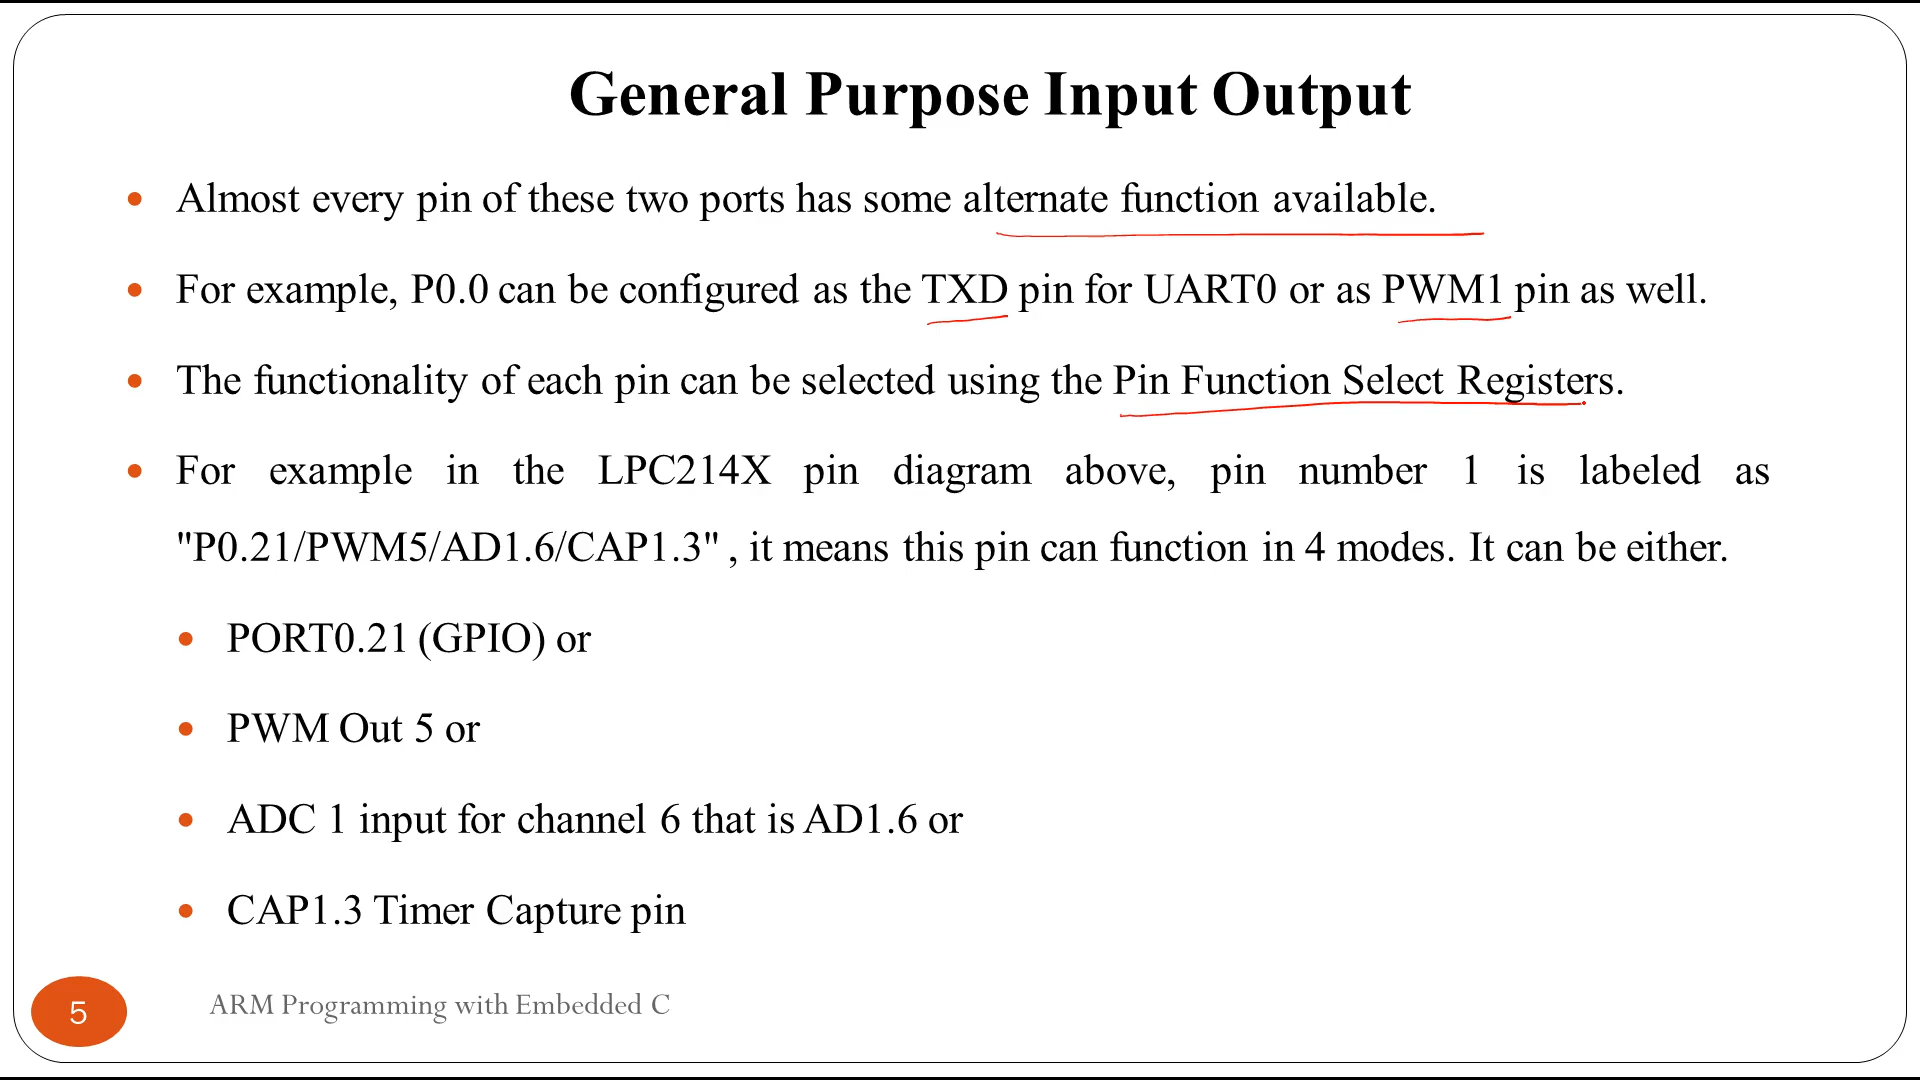 General Purpose Input Output
Almost every pin of these two ports has some alternate function available.
For example, P0.0 can be configured as the TXD pin for UART0 or as PWM1 pin as well.
The functionality of each pin can be selected using the Pin Function Select Registers.
For example in the LPC214X pin diagram above, pin number 1 is labeled as
"P0.21/PWM5/AD1.6/CAP1.3" , it means this pin can function in 4 modes. It can be either.
PORT0.21 (GPIO) or
PWM Out 5 or
ADC 1 input for channel 6 that is AD1.6 or
CAP1.3 Timer Capture pin
5
ARM Programming with Embedded C